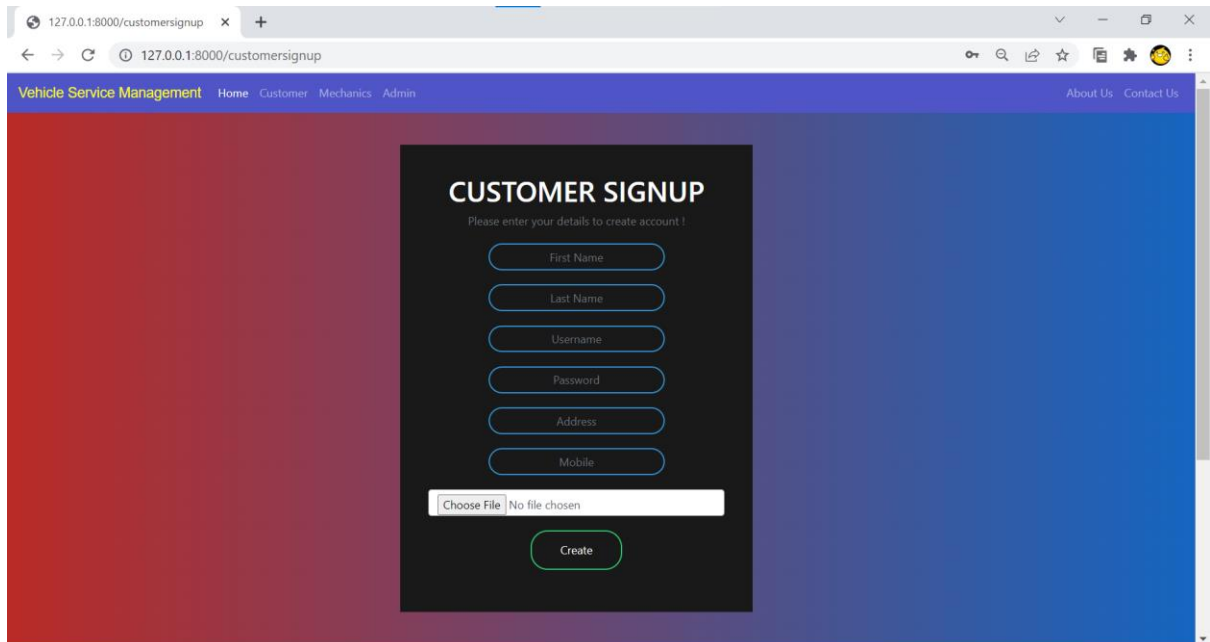 127.0.0.1:8000/customersignup
127.0.0.1:8000/customersignup
Vehicle Service Management Home Customer Mechanics Admin About Us Contact Us
CUSTOMER SIGNUP
Please enter your details to create account !
First Name
Last Name
Username
Password
Address
Mobile
Choose File No file chosen
Create